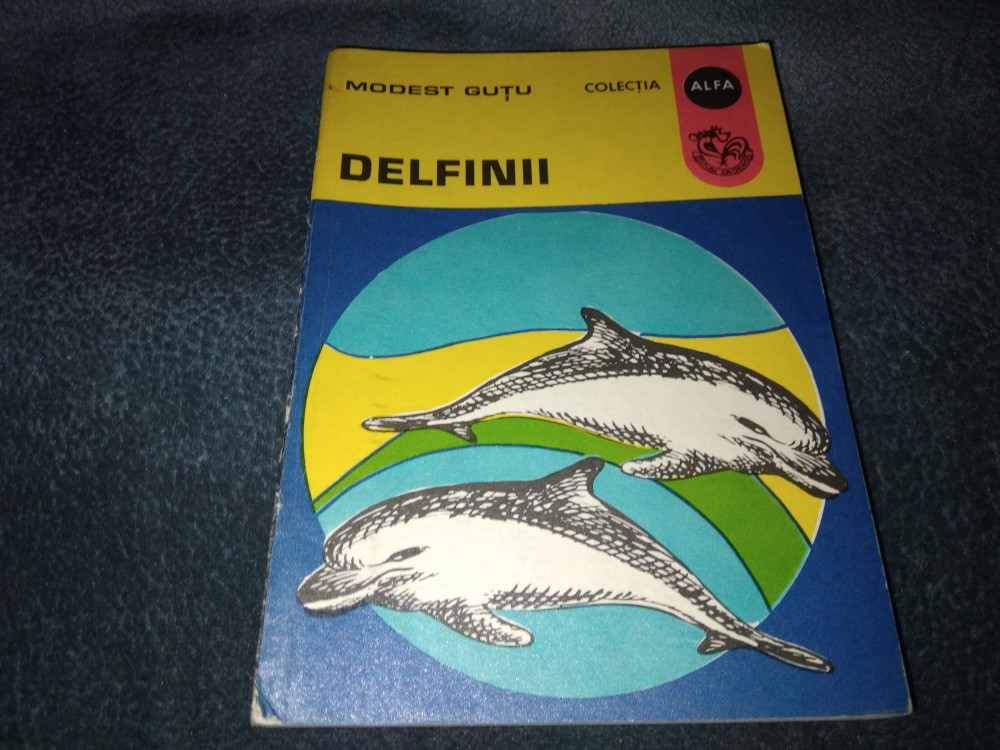 MODEST GUȚU
COLECȚIA
ALFA
DELFINII